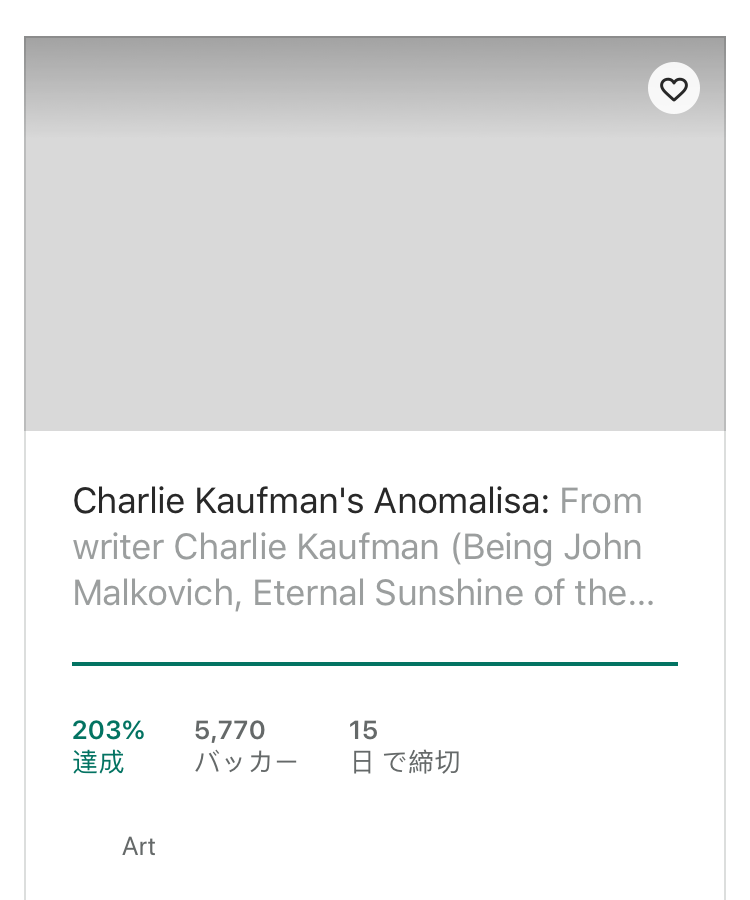 Charlie Kaufman's Anomalisa: From
writer Charlie Kaufman (Being John
Malkovich, Eternal Sunshine of the...
203% 5,770 15
達成 バッカー 日 で締切
Art